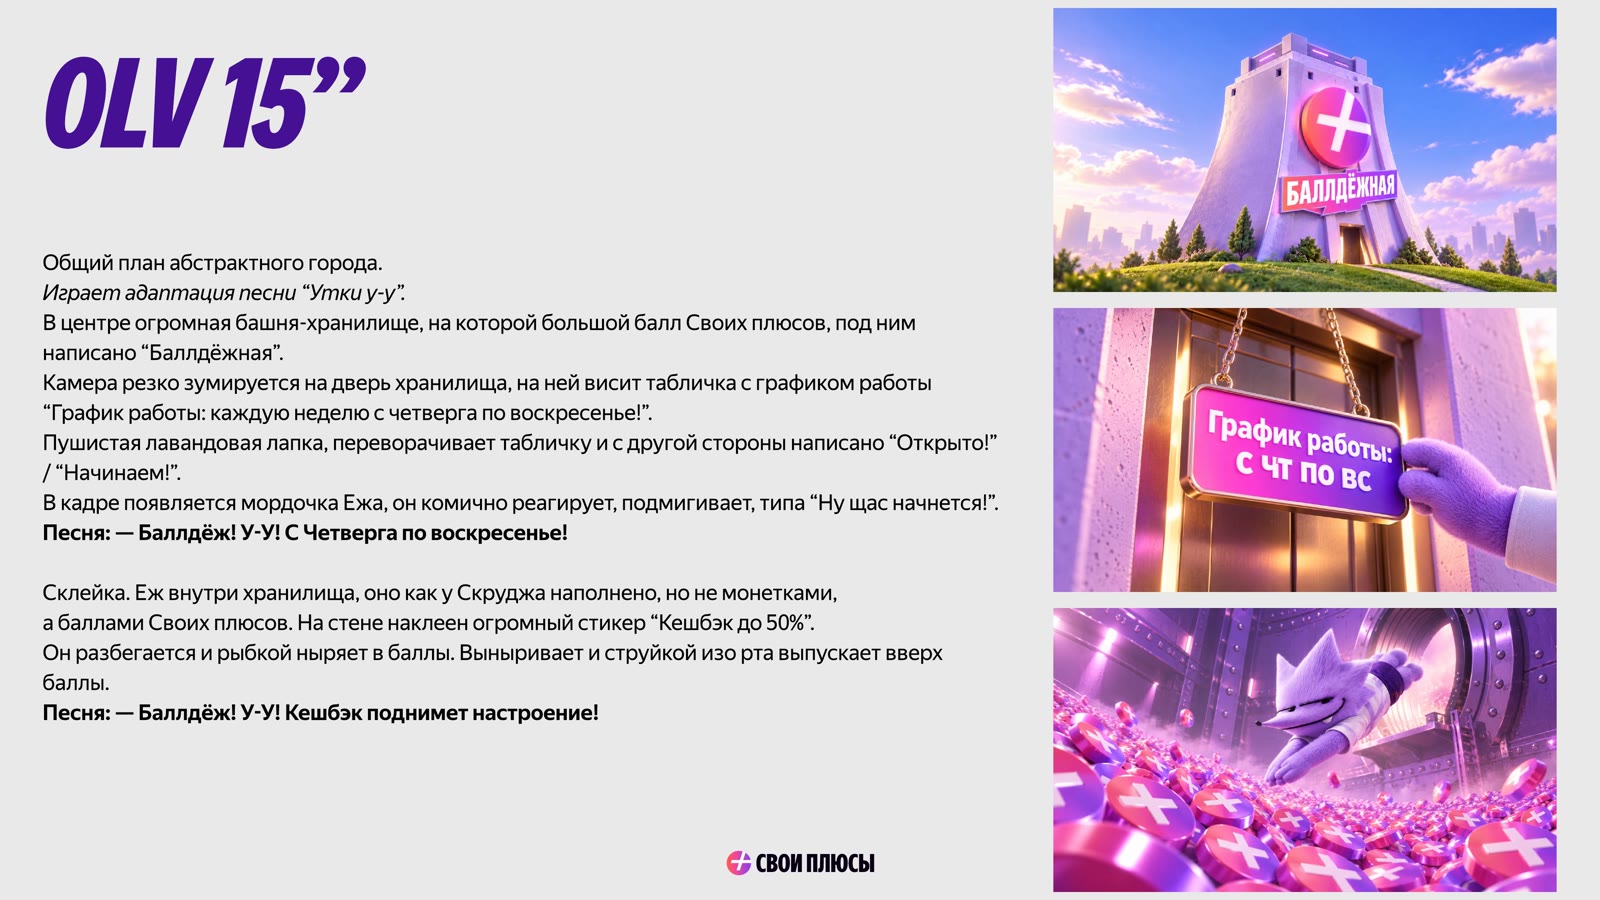 OLV 15”
Общий план абстрактного города.
Играет адаптация песни “Утки у-у”.
В центре огромная башня-хранилище, на которой большой балл Своих плюсов, под ним
написано “Баллдёжная”.
Камера резко зумируется на дверь хранилища, на ней висит табличка с графиком работы
“График работы: каждую неделю с четверга по воскресенье!”.
Пушистая лавандовая лапка, переворачивает табличку и с другой стороны написано “Открыто!”
/ “Начинаем!”.
В кадре появляется мордочка Ежа, он комично реагирует, подмигивает, типа “Ну щас начнется!”.
Песня: — Баллдёж! У-У! С Четверга по воскресенье!
Склейка. Еж внутри хранилища, оно как у Скруджа наполнено, но не монетками,
а баллами Своих плюсов. На стене наклеен огромный стикер “Кешбэк до 50%”.
Он разбегается и рыбкой ныряет в баллы. Выныривает и струйкой изо рта выпускает вверх
баллы.
Песня: — Баллдёж! У-У! Кешбэк поднимет настроение!
БАЛЛДЁЖНАЯ
График работы:
с чт по вс
СВОИ ПЛЮСЫ